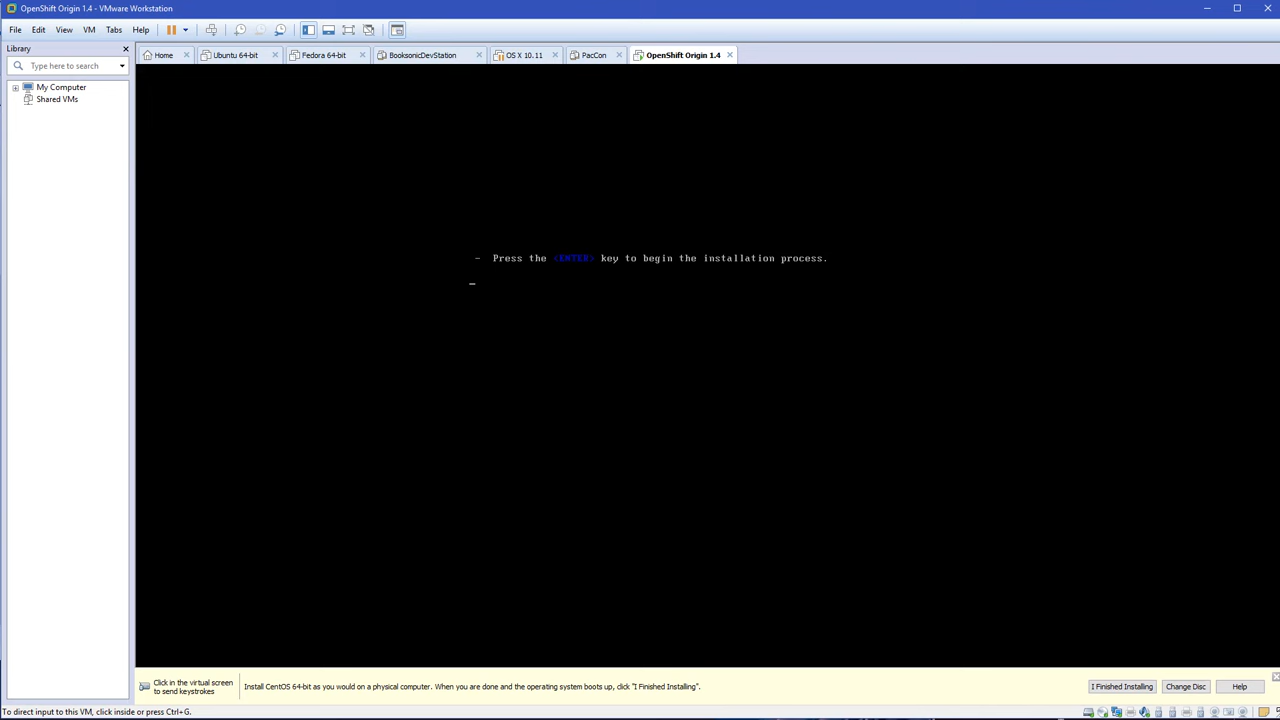 OpenShift Origin 1.4 - VMware Workstation
File Edit View VM Tabs Help
Library
Type here to search
My Computer
Shared VMs
Home Ubuntu 64-bit Fedora 64-bit BooksonicDevStation OS X 10.11 PacCon OpenShift Origin 1.4
- Press the <ENTER> key to begin the installation process.
Click in the virtual screen
to send keystrokes
Install CentOS 64-bit as you would on a physical computer. When you are done and the operating system boots up, click "I Finished Installing".
I Finished Installing Change Disc Help
To direct input to this VM, click inside or press Ctrl+G.